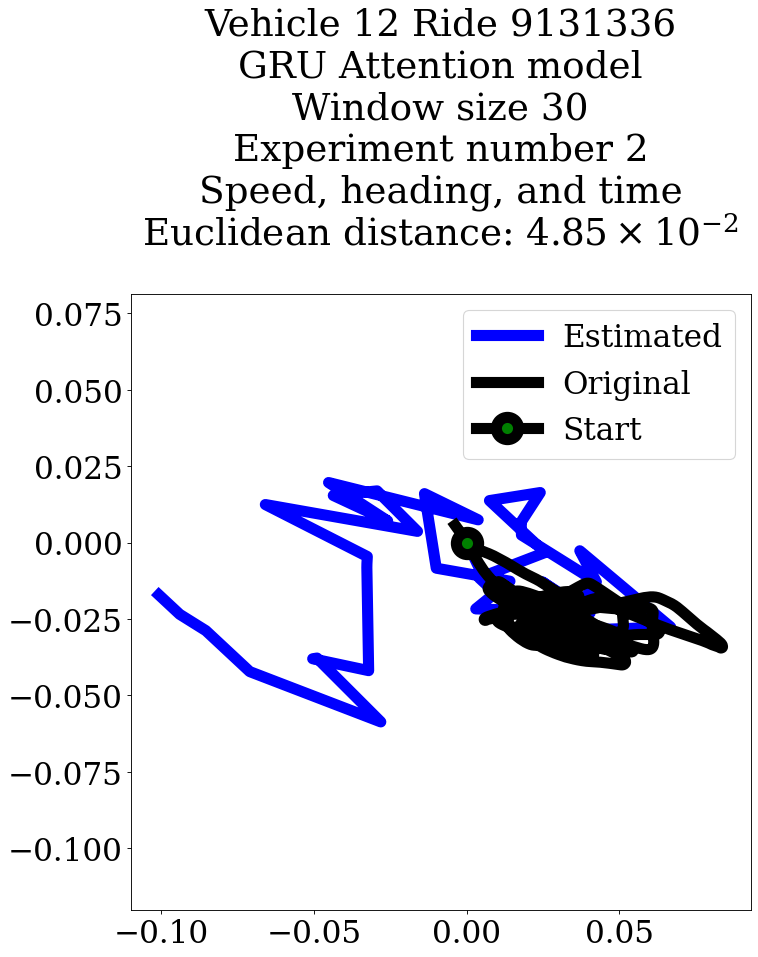 Vehicle 12 Ride 9131336
GRU Attention model
Window size 30
Experiment number 2
Speed, heading, and time
Euclidean distance: 4.85 × 10⁻²
Estimated
Original
Start
0.075
0.050
0.025
0.000
−0.025
−0.050
−0.075
−0.100
−0.10
−0.05
0.00
0.05